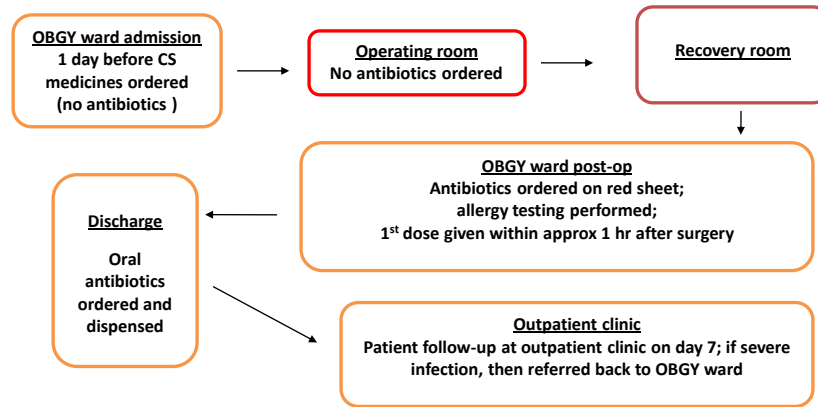 OBGY ward admission
1 day before CS
medicines ordered
(no antibiotics )
Operating room
No antibiotics ordered
Recovery room
OBGY ward post-op
Antibiotics ordered on red sheet;
allergy testing performed;
1st dose given within approx 1 hr after surgery
Discharge
Oral
antibiotics
ordered and
dispensed
Outpatient clinic
Patient follow-up at outpatient clinic on day 7; if severe
infection, then referred back to OBGY ward